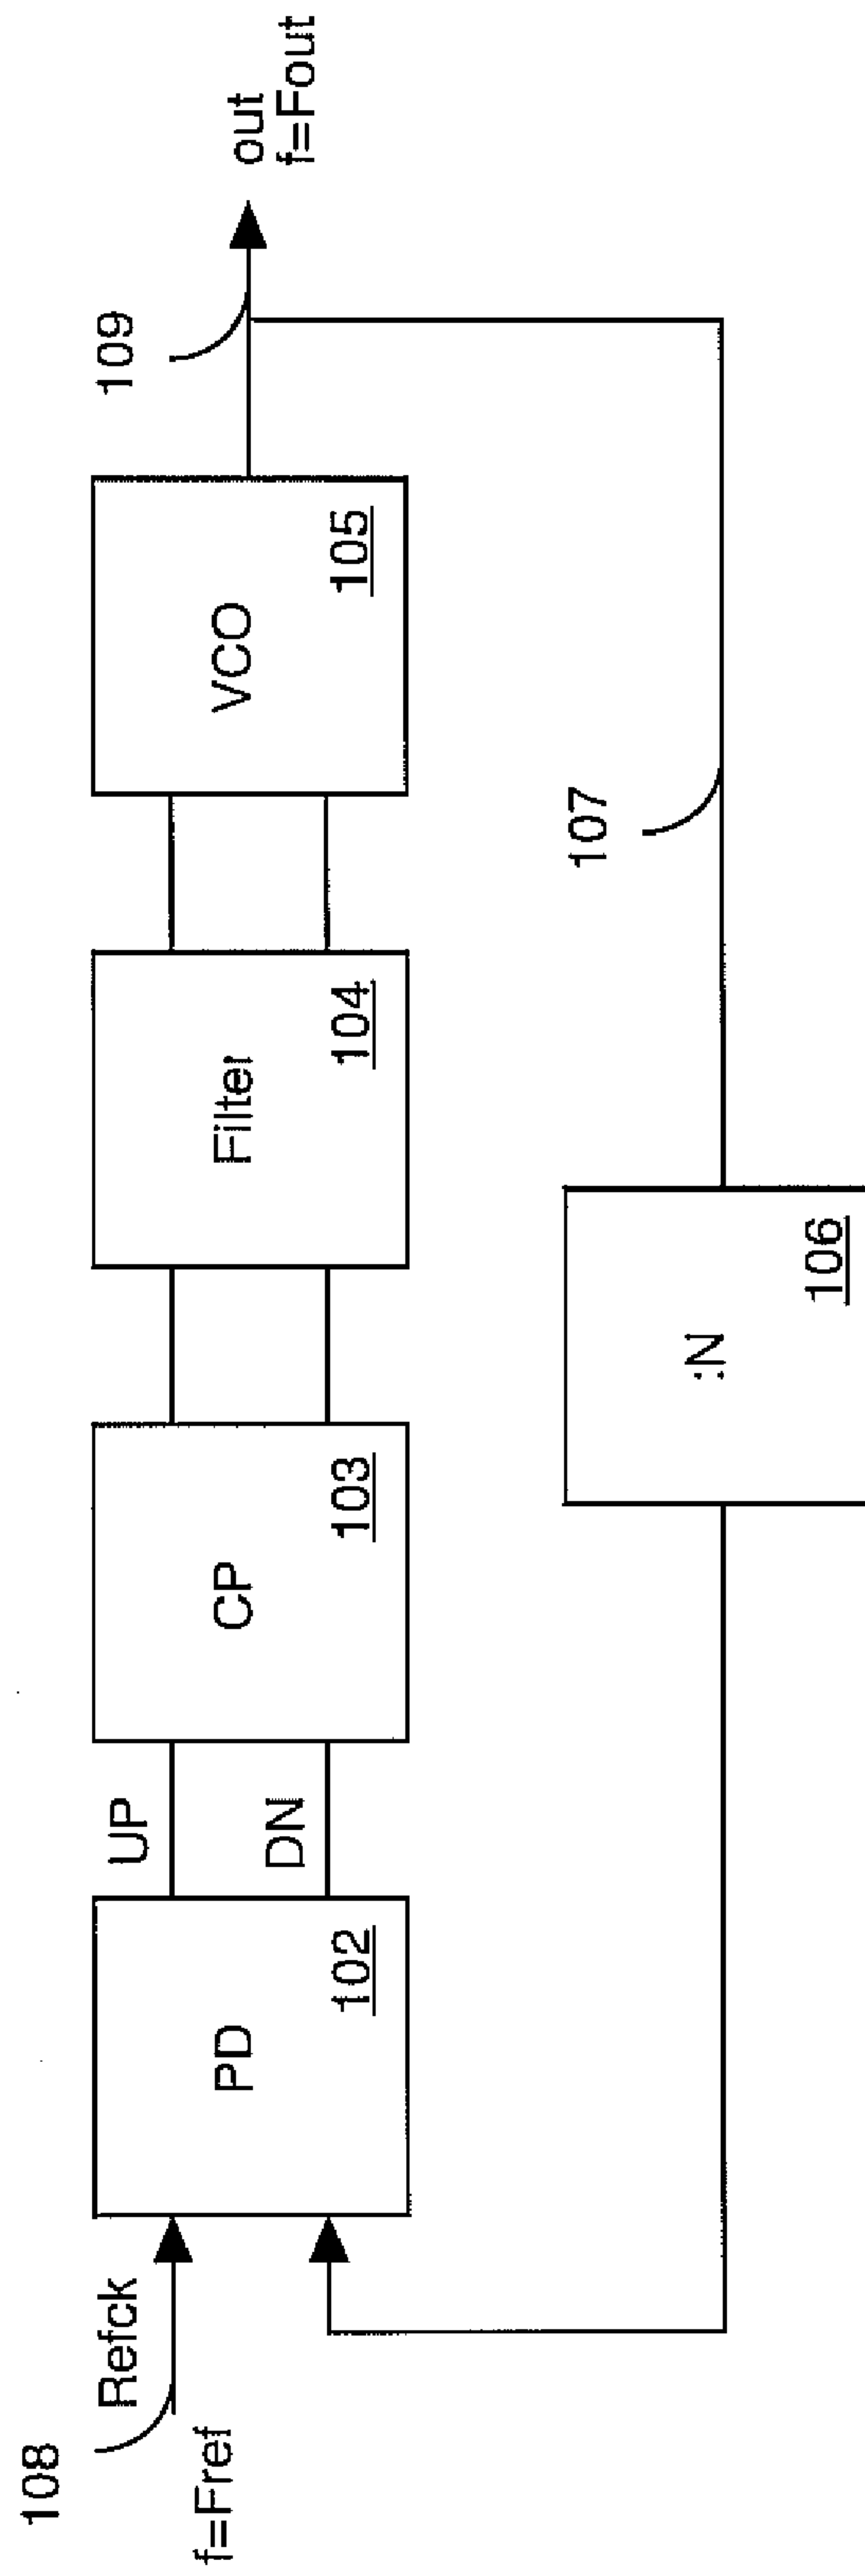 108
Refck
f=Fref
PD
102
UP
DN
CP
103
Filter
104
VCO
105
109
out
f=Fout
:N
106
107